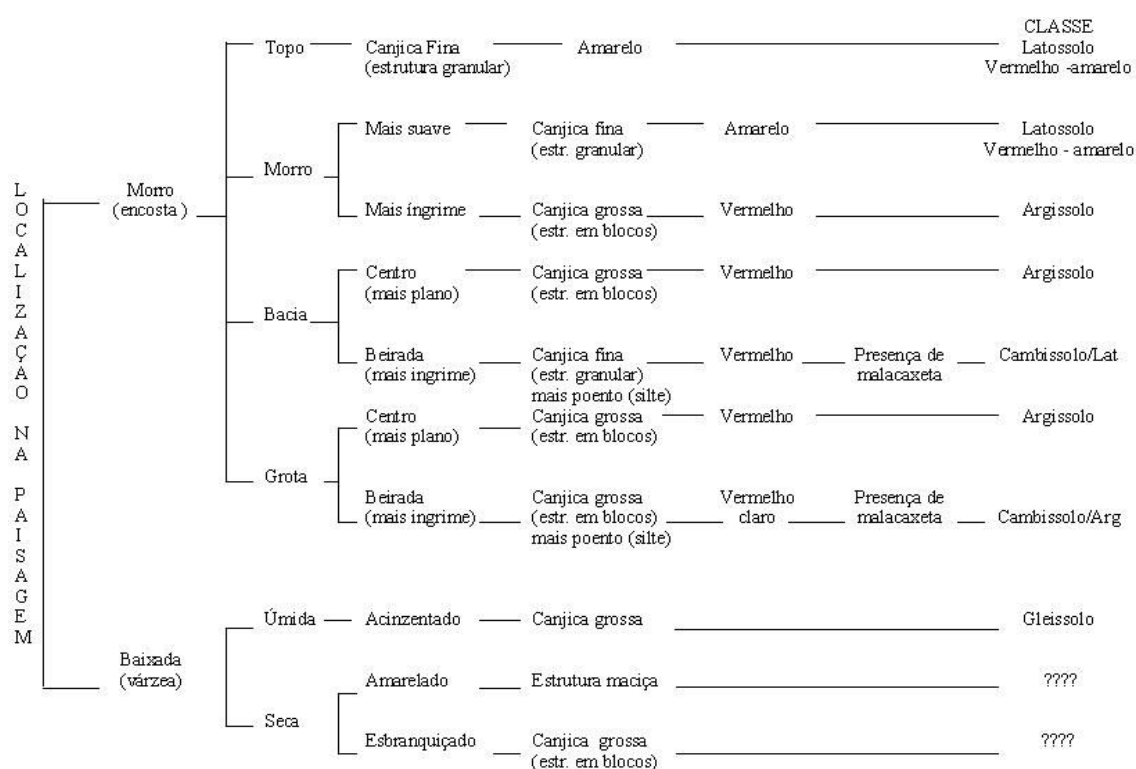 LOCALIZAÇAO NA PAISAGEM
CLASSE
Topo Canjica Fina Amarelo Latossolo
(estrutura granular) Vermelho -amarelo
Mais suave Canjica fina Amarelo Latossolo
(estr. granular) Vermelho - amarelo
Morro
Morro
(encosta)
Mais íngrime Canjica grossa Vermelho Argissolo
(estr. em blocos)
Centro Canjica grossa Vermelho Argissolo
(mais plano) (estr. em blocos)
Bacia
Beirada Canjica fina Vermelho Presença de Cambissolo/Lat
(mais ingrime) (estr. granular) malacaxeta
mais poento (silte)
Centro Canjica grossa Vermelho Argissolo
(mais plano) (estr. em blocos)
Grota
Beirada Canjica grossa Vermelho Presença de
(mais ingrime) (estr. em blocos) claro malacaxeta Cambissolo/Arg
mais poento (silte)
Úmida Acinzentado Canjica grossa Gleissolo
Baixada
(várzea)
Amarelado Estrutura maciça ????
Seca
Esbranquiçado Canjica grossa ????
(estr. em blocos)